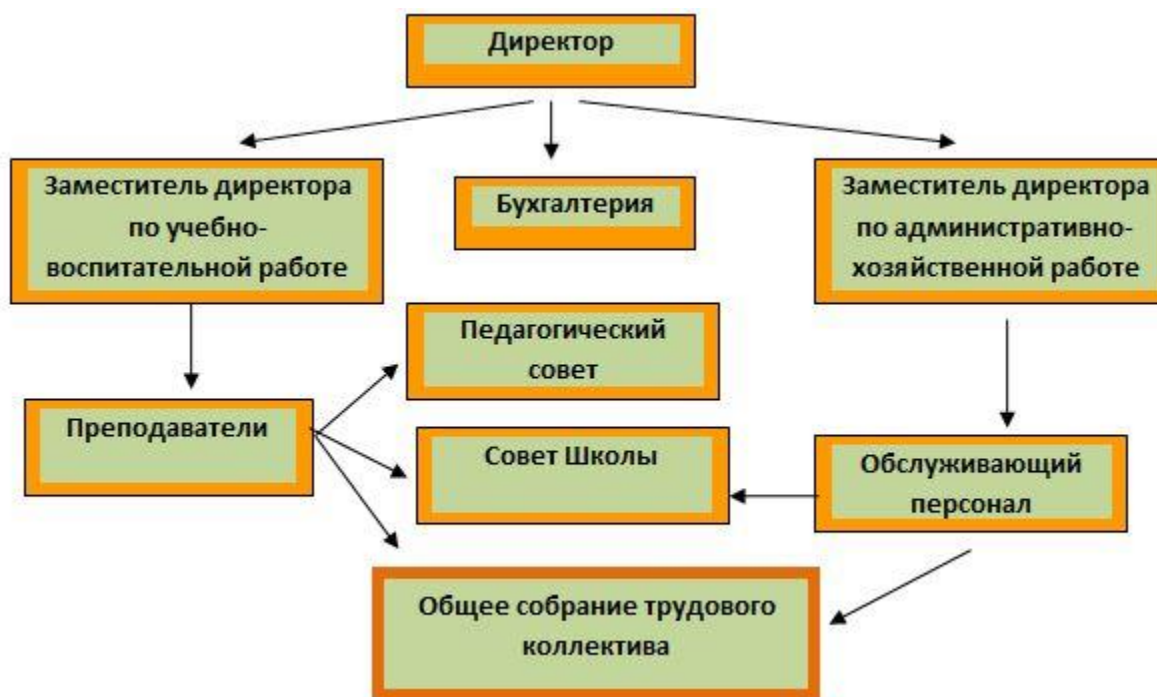 Директор
Заместитель директора
по учебно-
воспитательной работе
Бухгалтерия
Заместитель директора
по административно-
хозяйственной работе
Педагогический
совет
Преподаватели
Совет Школы
Обслуживающий
персонал
Общее собрание трудового
коллектива